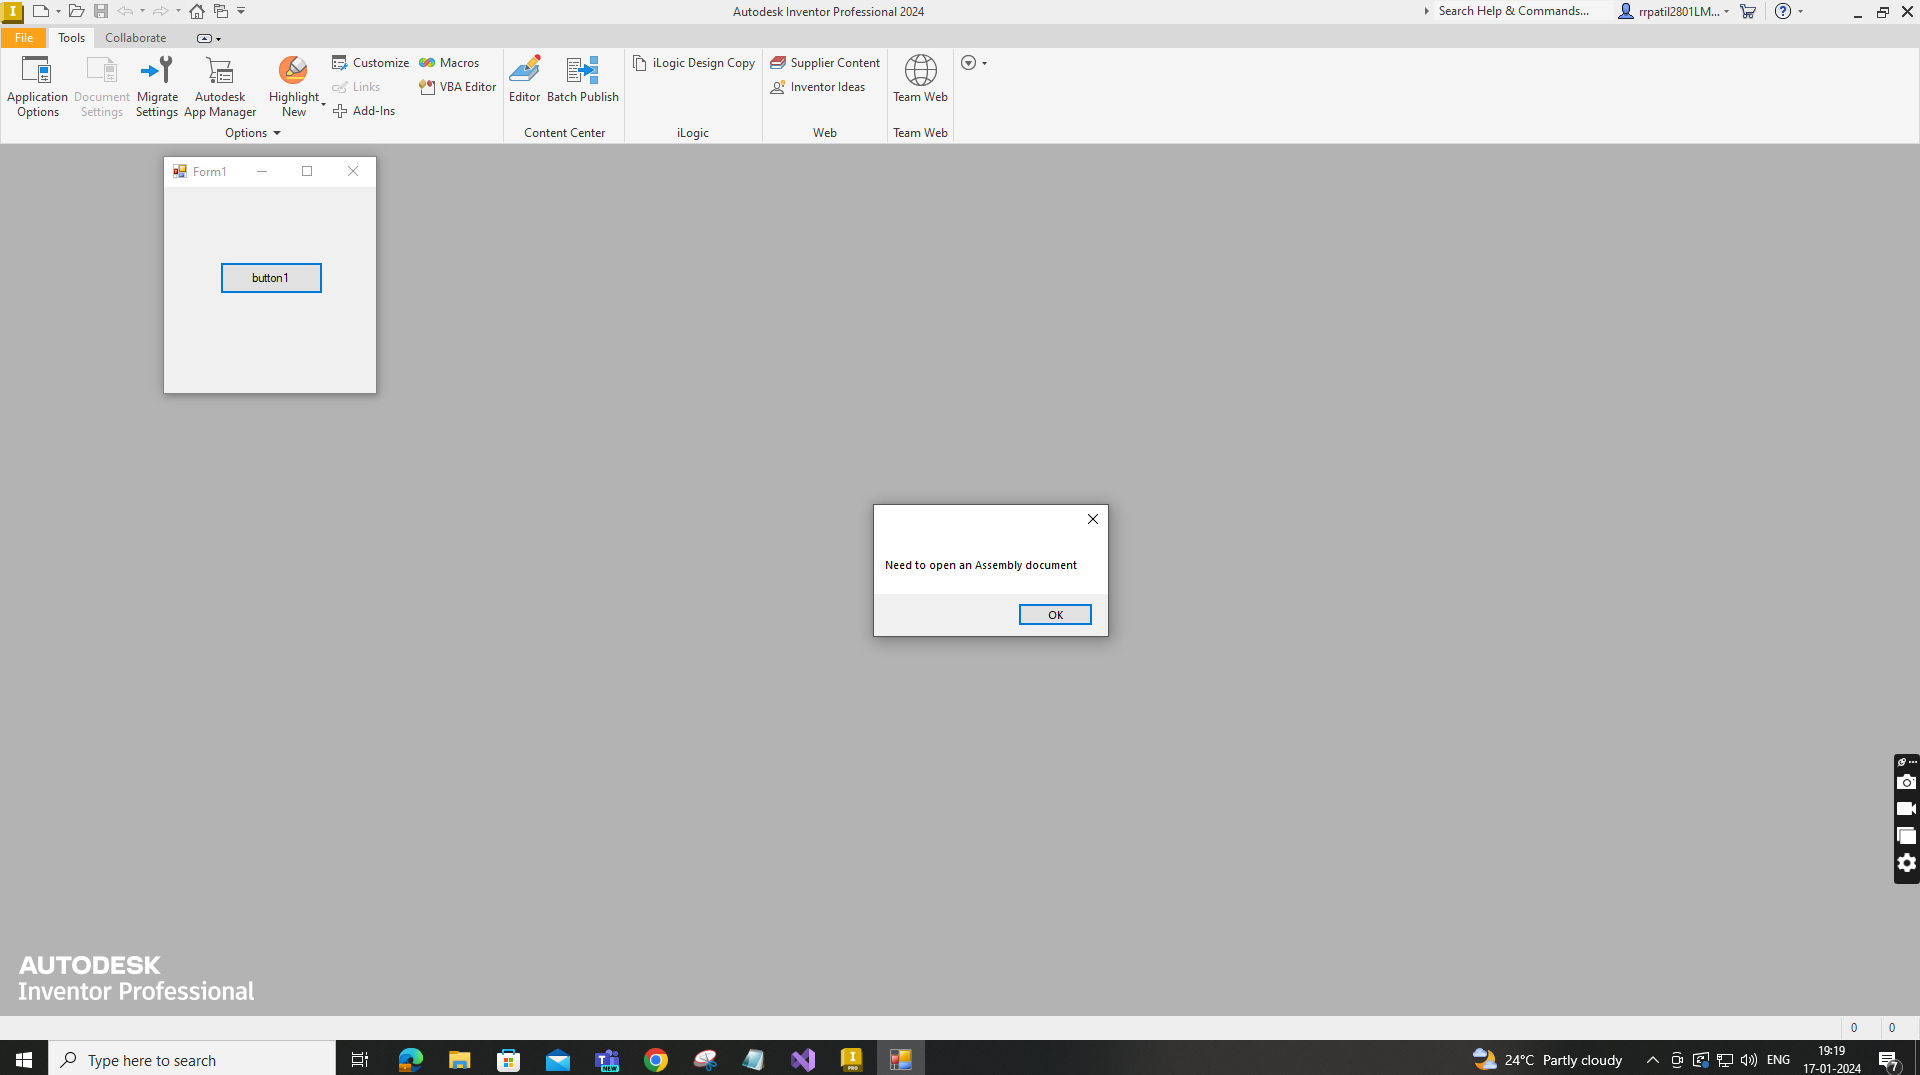 Autodesk Inventor Professional 2024
Search Help & Commands...
rrpatil2801LM...
File
Tools
Collaborate
Application
Options
Document
Settings
Migrate
Settings
Autodesk
App Manager
Highlight
New
Customize
Links
Add-Ins
Macros
VBA Editor
Options
Editor
Batch Publish
Content Center
iLogic Design Copy
iLogic
Supplier Content
Inventor Ideas
Web
Team Web
Team Web
Form1
button1
Need to open an Assembly document
OK
AUTODESK
Inventor Professional
0 0
Type here to search
NEW
PRO
24°C Partly cloudy
ENG
19:19
17-01-2024
7